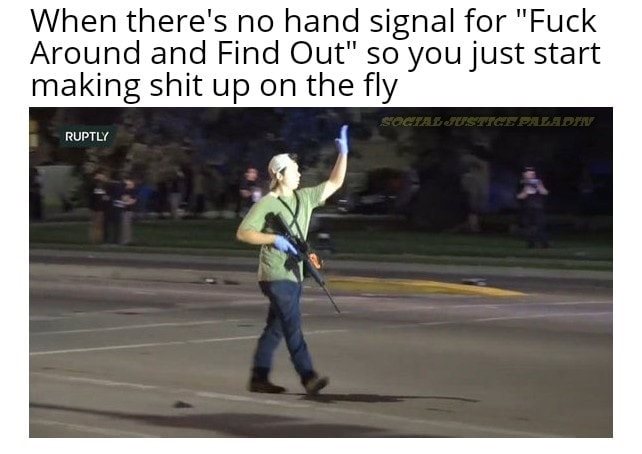 When there's no hand signal for "Fuck
Around and Find Out" so you just start
making shit up on the fly
SOCIAL JUSTICE PALADIN
RUPTLY